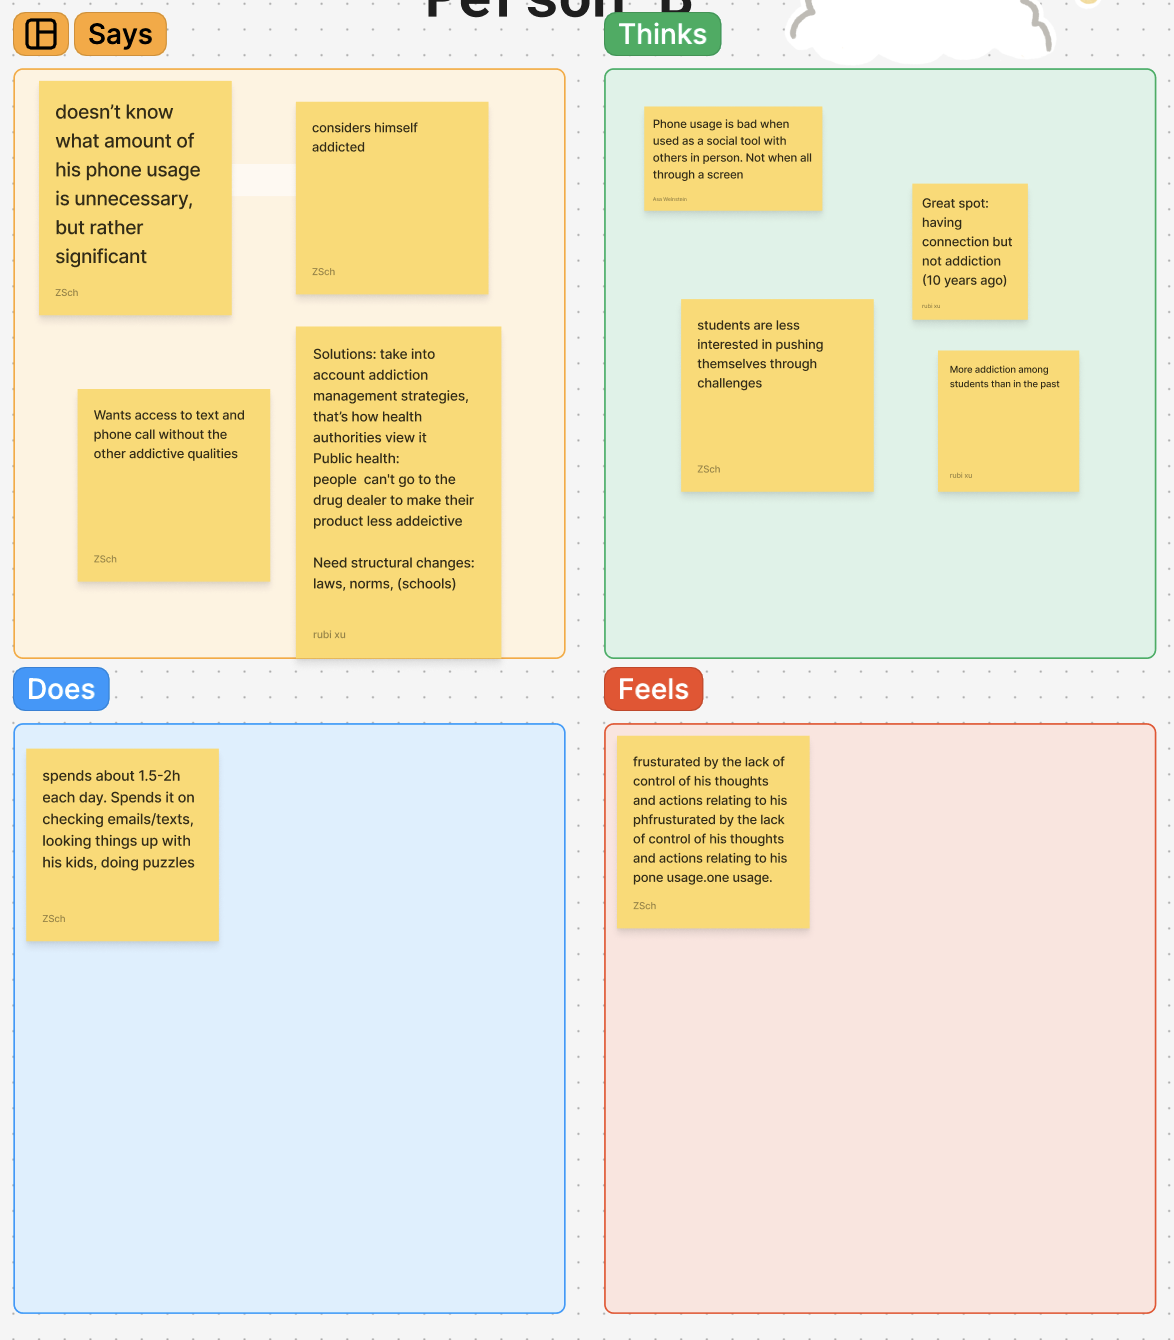 Person B
Says
doesn’t know
what amount of
his phone usage
is unnecessary,
but rather
significant
ZSch
considers himself
addicted
ZSch
Wants access to text and
phone call without the
other addictive qualities
ZSch
Solutions: take into
account addiction
management strategies,
that’s how health
authorities view it
Public health:
people  can't go to the
drug dealer to make their
product less addeictive
Need structural changes:
laws, norms, (schools)
rubi xu
Thinks
Phone usage is bad when
used as a social tool with
others in person. Not when all
through a screen
Asa Weinstein
Great spot:
having
connection but
not addiction
(10 years ago)
rubi xu
students are less
interested in pushing
themselves through
challenges
ZSch
More addiction among
students than in the past
rubi xu
Does
spends about 1.5-2h
each day. Spends it on
checking emails/texts,
looking things up with
his kids, doing puzzles
ZSch
Feels
frusturated by the lack of
control of his thoughts
and actions relating to his
phfrusturated by the lack
of control of his thoughts
and actions relating to his
pone usage.one usage.
ZSch